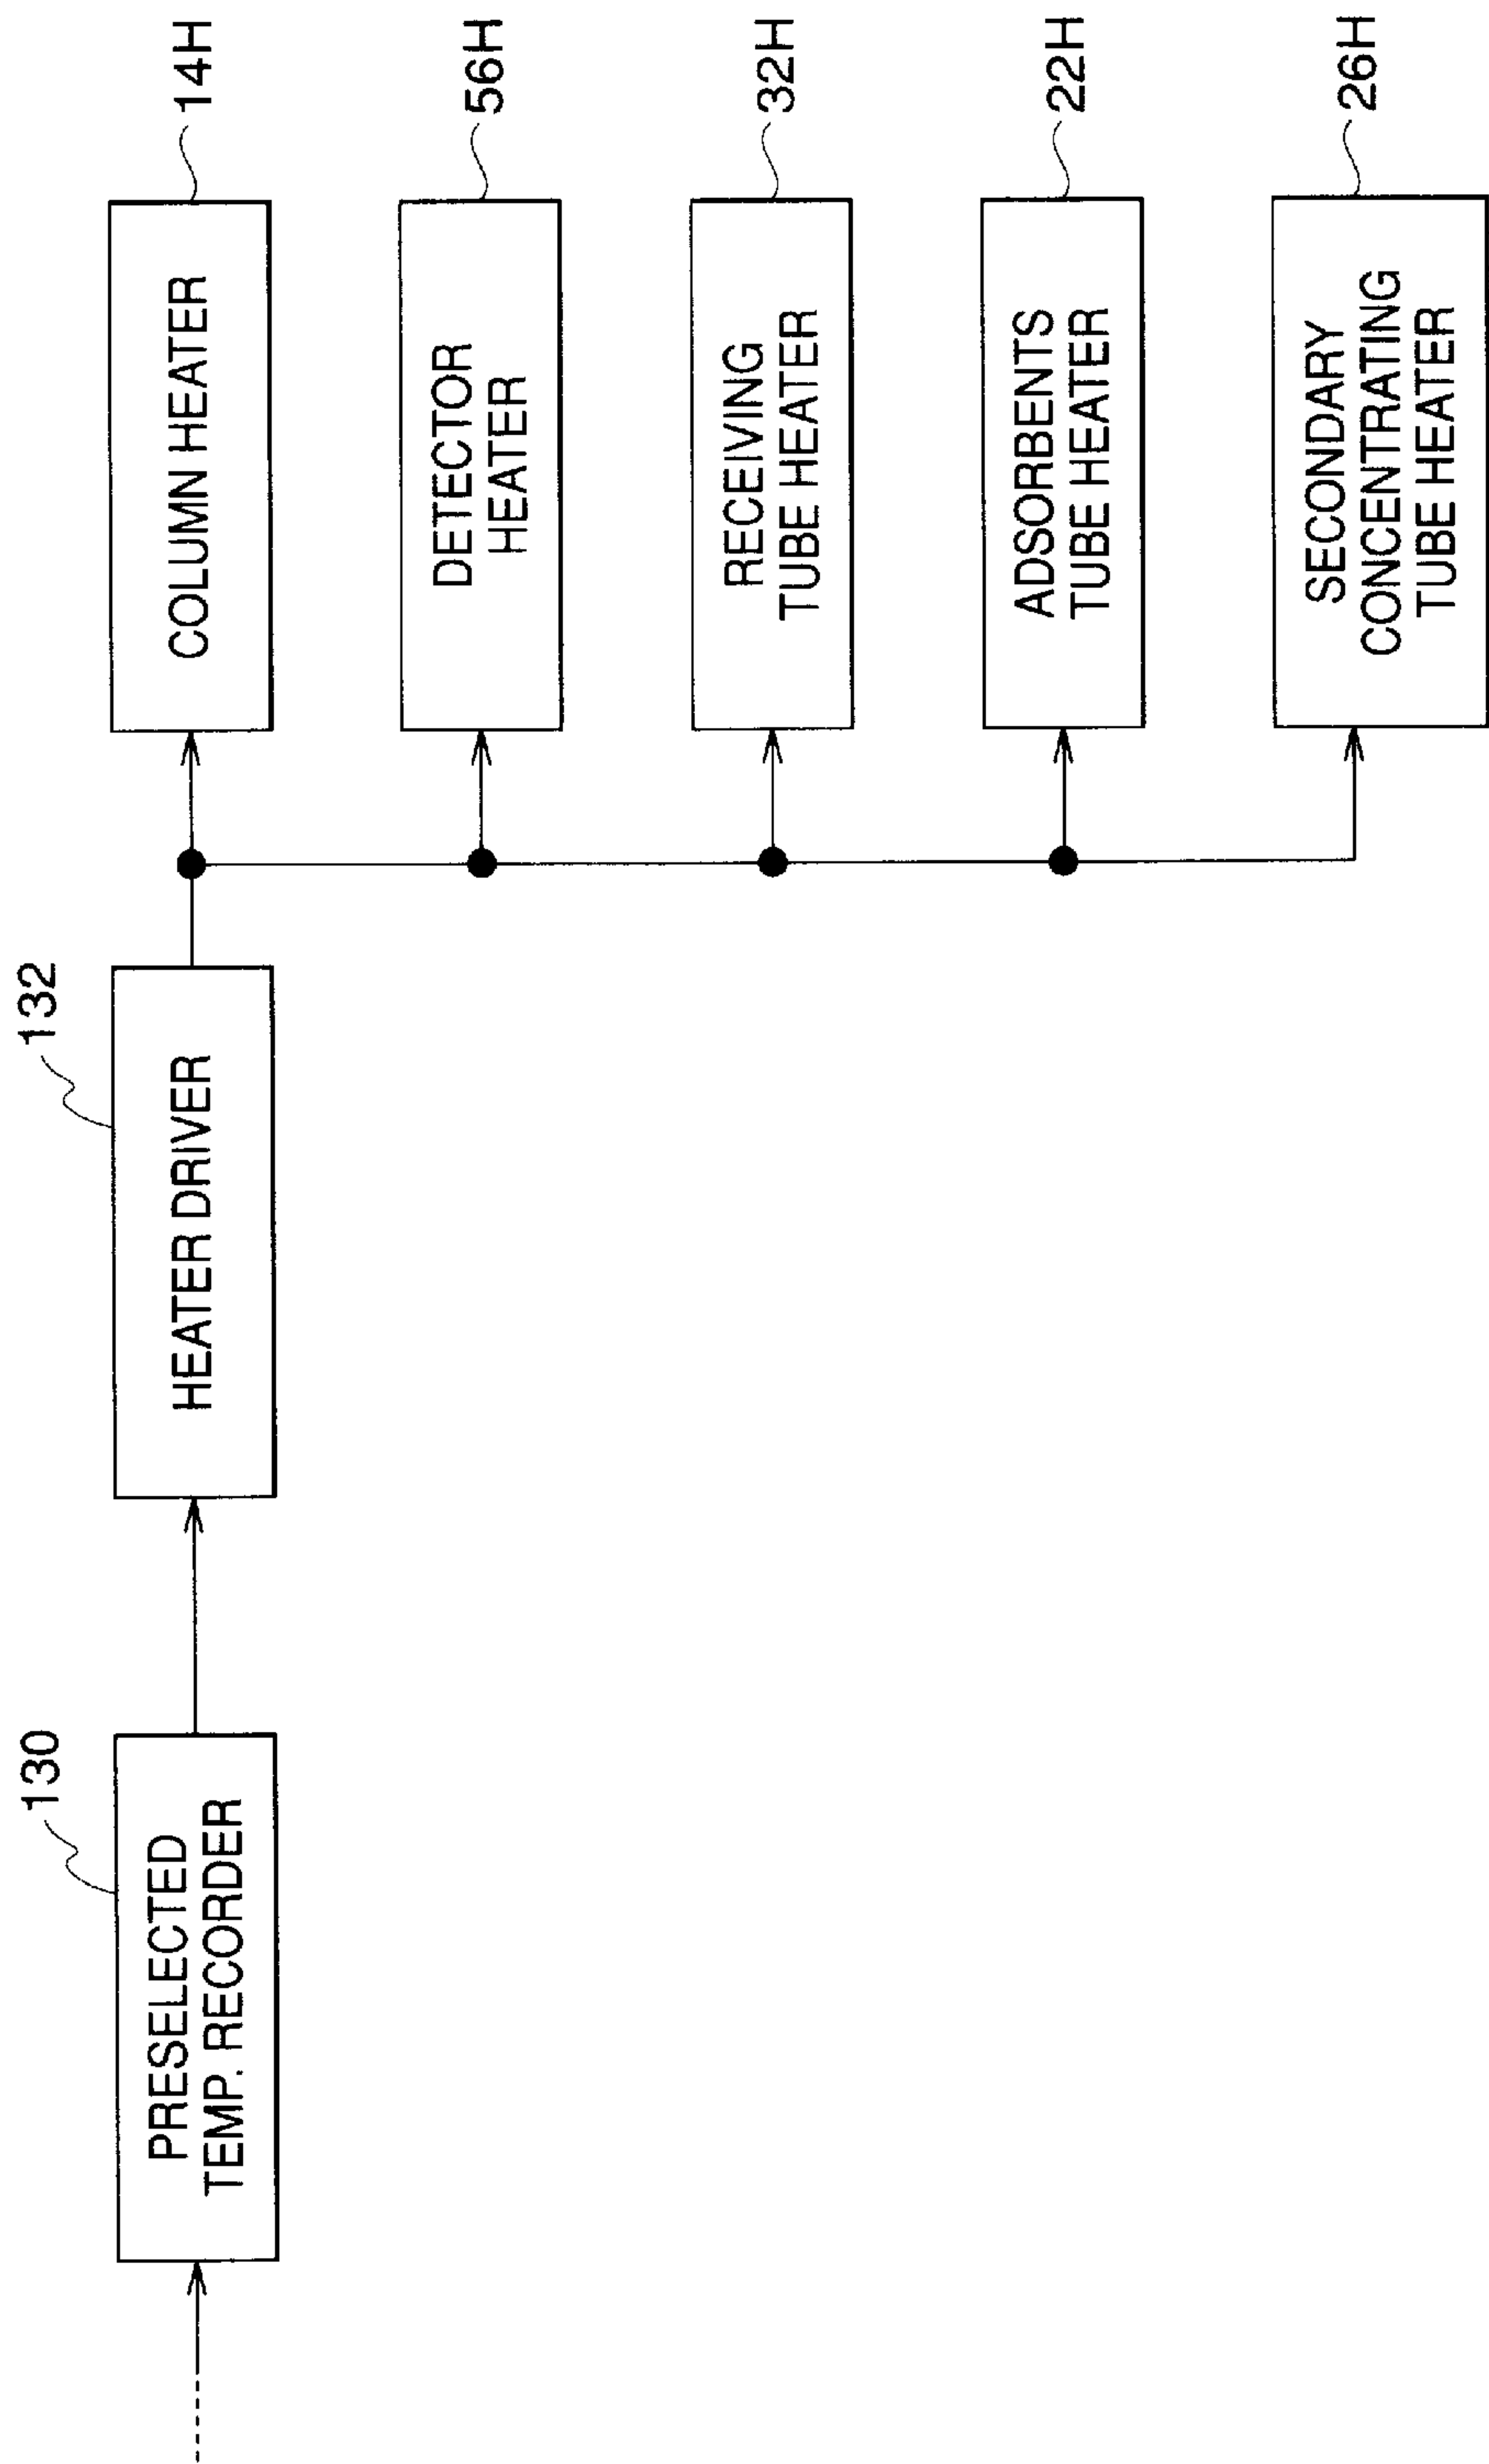 130
PRESELECTED
TEMP. RECORDER
132
HEATER DRIVER
COLUMN HEATER
14H
DETECTOR
HEATER
56H
RECEIVING
TUBE HEATER
32H
ADSORBENTS
TUBE HEATER
22H
SECONDARY
CONCENTRATING
TUBE HEATER
26H